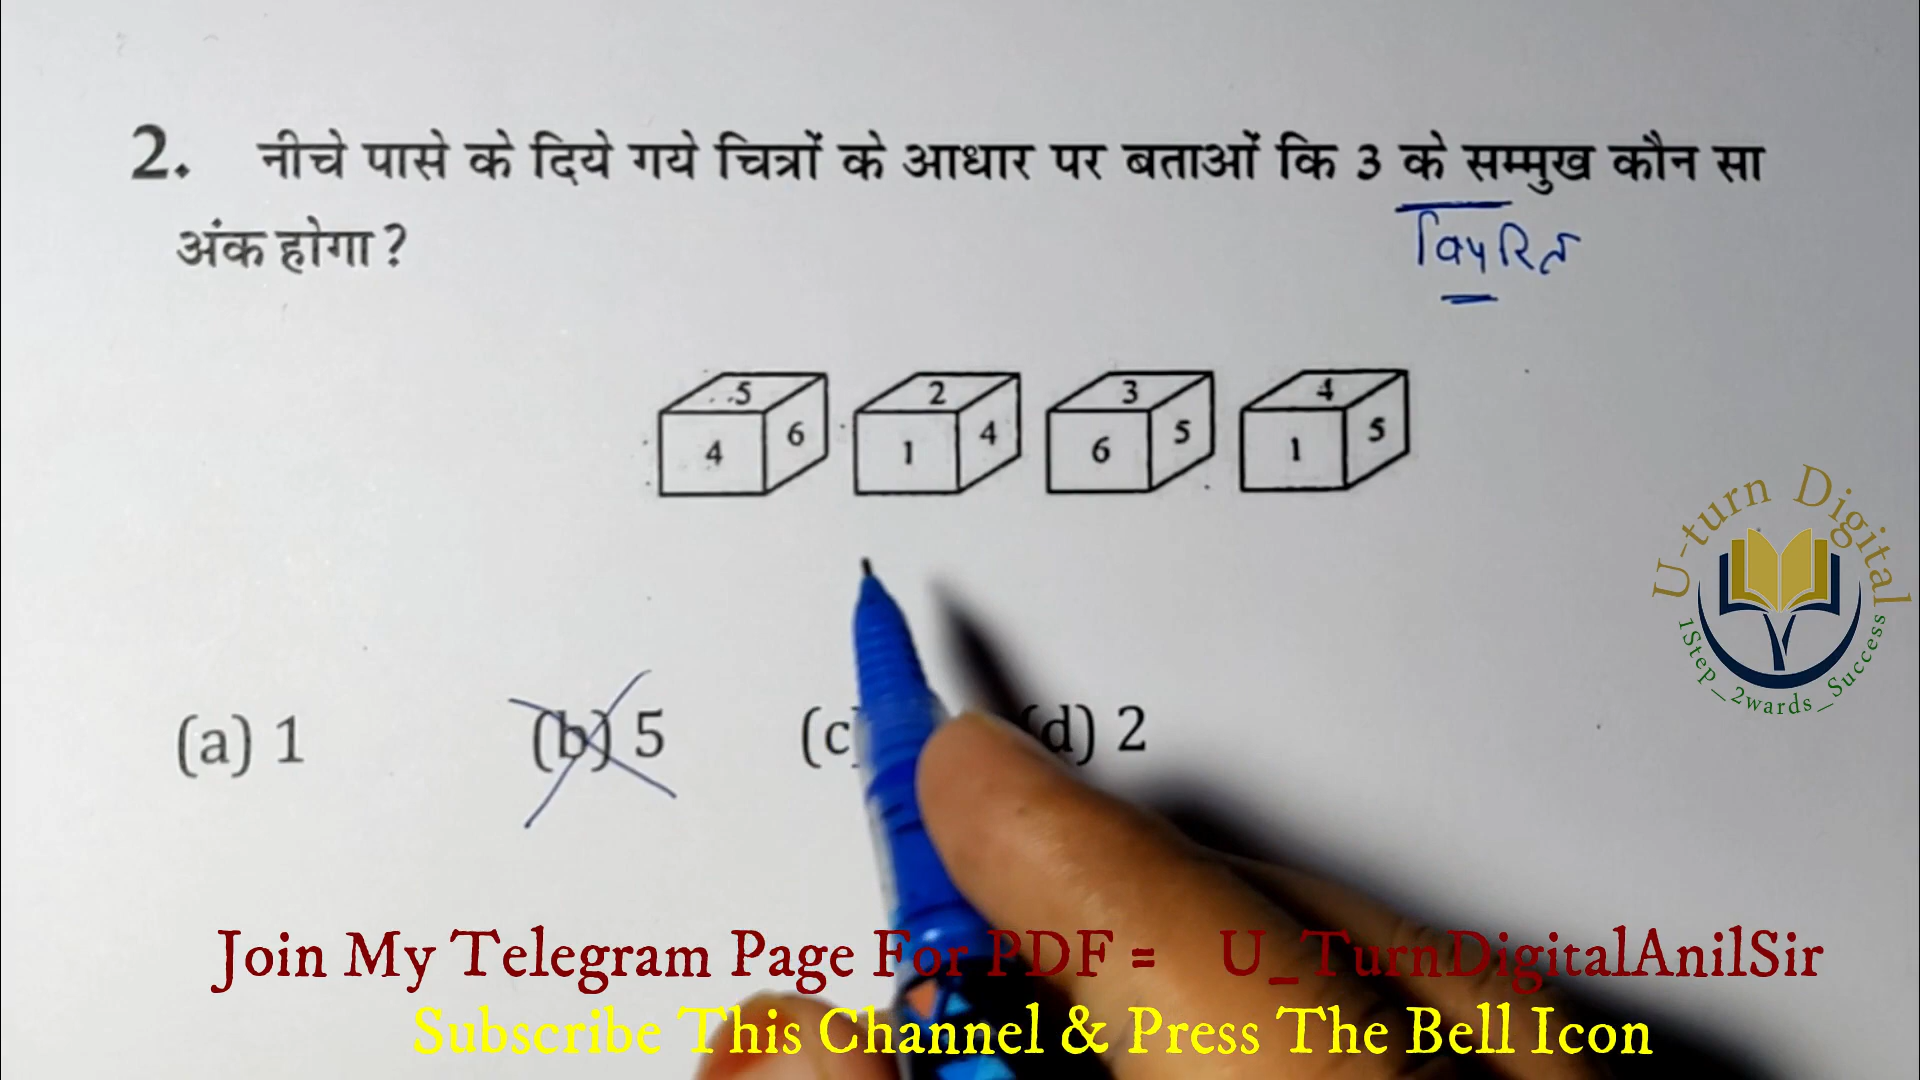 2. नीचे पासे के दिये गये चित्रों के आधार पर बताओं कि 3 के सम्मुख कौन सा
अंक होगा ?
विपरित
5 4 6
2 1 4
3 6 5
4 1 5
U-turn Digital
1Step_2wards_Success
(a) 1 (b) 5 (c) (d) 2
Join My Telegram Page For PDF = U_TurnDigitalAnilSir
Subscribe This Channel & Press The Bell Icon